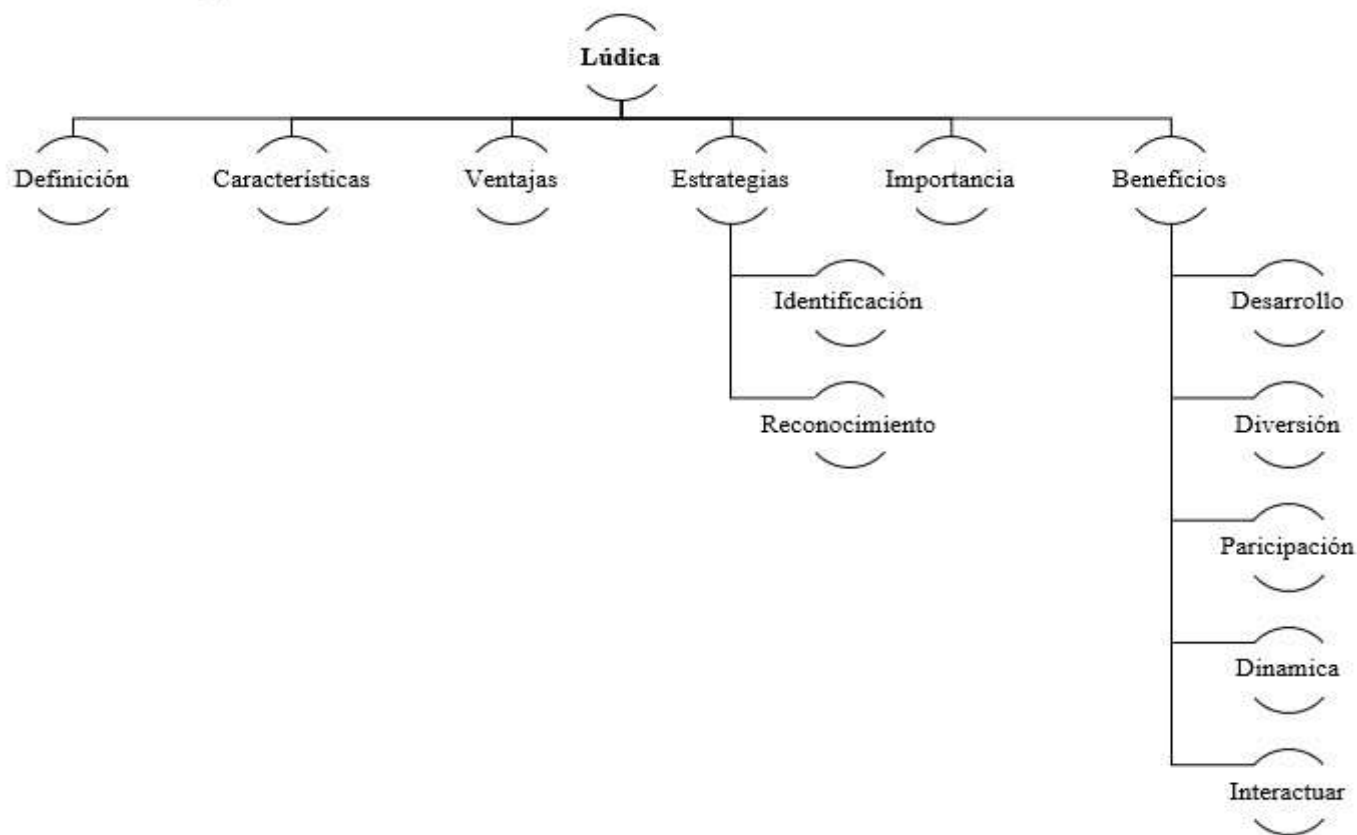 Lúdica
Definición
Características
Ventajas
Estrategias
Importancia
Beneficios
Identificación
Reconocimiento
Desarrollo
Diversión
Paricipación
Dinamica
Interactuar